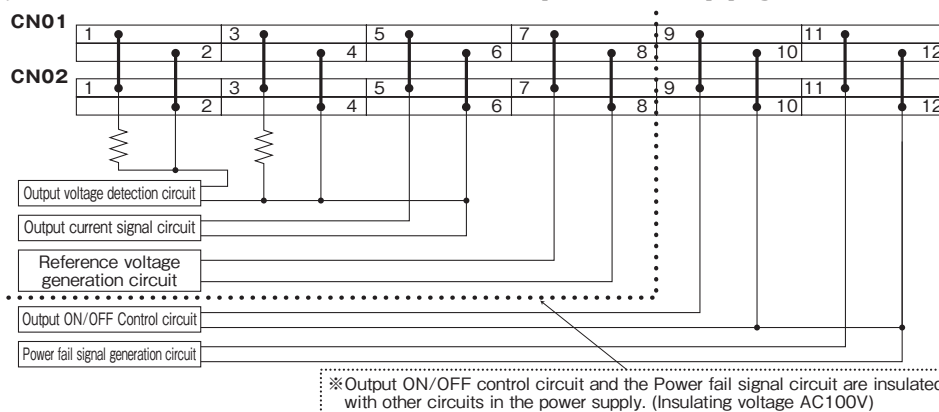 CN01
1 3 5 7 9 11
2 4 6 8 10 12
CN02
1 3 5 7 9 11
2 4 6 8 10 12
Output voltage detection circuit
Output current signal circuit
Reference voltage
generation circuit
Output ON/OFF Control circuit
Power fail signal generation circuit
※Output ON/OFF control circuit and the Power fail signal circuit are insulated
with other circuits in the power supply. (Insulating voltage AC100V)